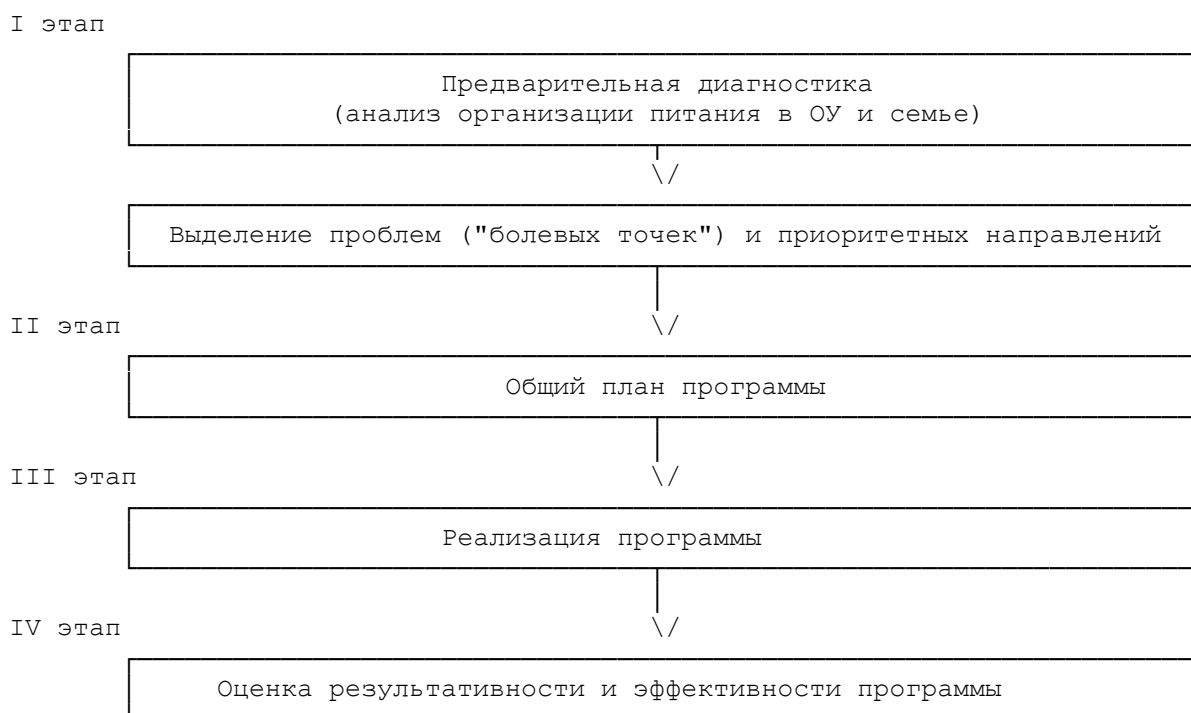 I этап
Предварительная диагностика
(анализ организации питания в ОУ и семье)
Выделение проблем ("болевых точек") и приоритетных направлений
II этап
Общий план программы
III этап
Реализация программы
IV этап
Оценка результативности и эффективности программы